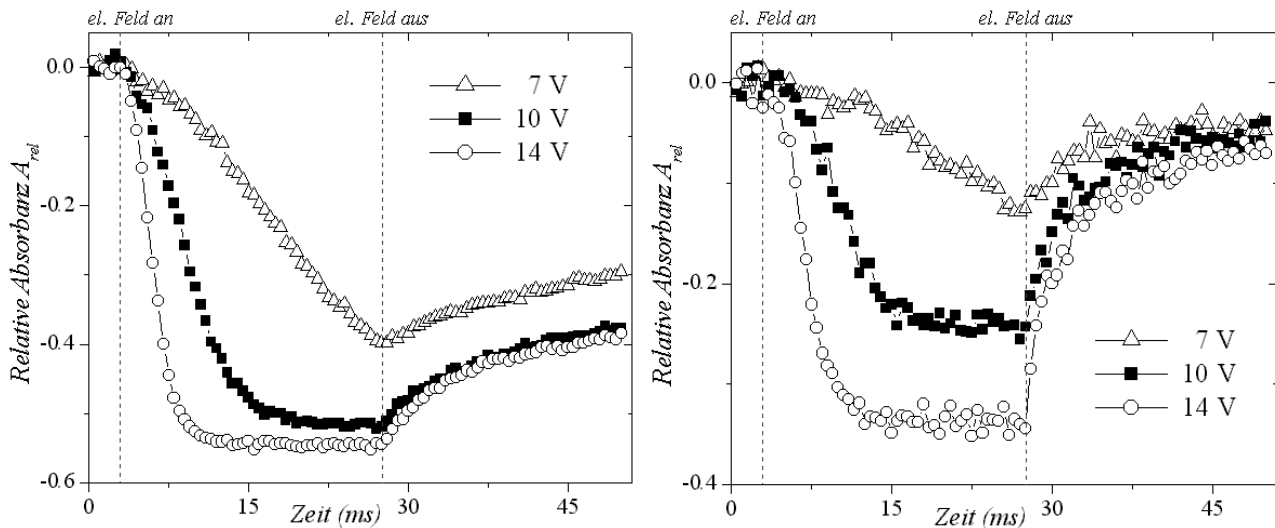 el. Feld an
el. Feld aus
0.0
-0.2
-0.4
-0.6
Relative Absorbanz A_rel
7 V
10 V
14 V
0
15
30
45
Zeit (ms)
el. Feld an
el. Feld aus
0.0
-0.2
-0.4
Relative Absorbanz A_rel
7 V
10 V
14 V
0
15
30
45
Zeit (ms)